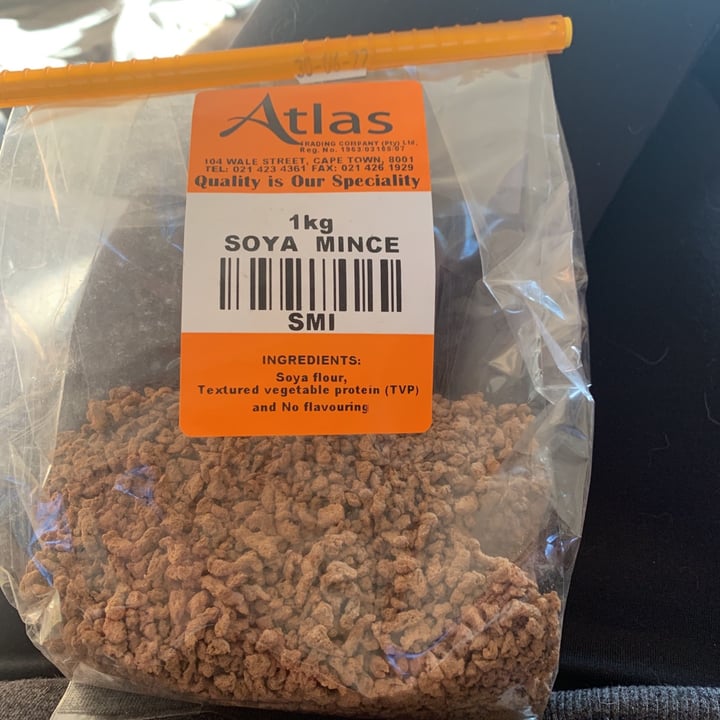 Atlas
TRADING COMPANY (Pty) Ltd.
104 WALE STREET, CAPE TOWN, 8001
TEL: 021 423 4361 FAX: 021 426 1929
Quality is Our Speciality
1kg
SOYA MINCE
SMI
INGREDIENTS:
Soya flour,
Textured vegetable protein (TVP)
and No flavouring